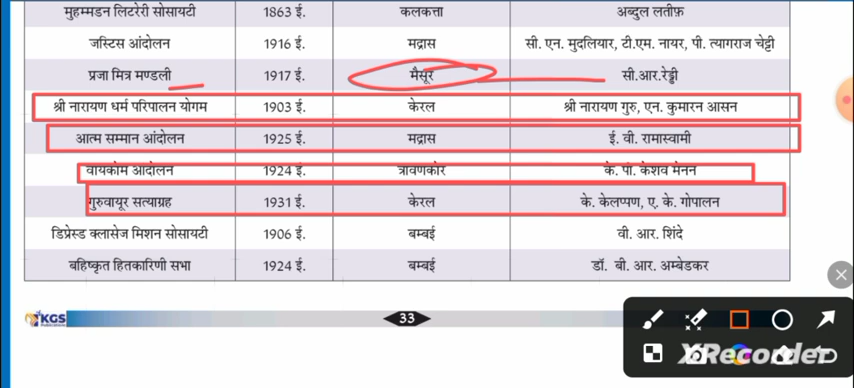 मुहम्मडन लिटरेरी सोसायटी 1863 ई. कलकत्ता अब्दुल लतीफ़
जस्टिस आंदोलन 1916 ई. मद्रास सी. एन. मुदलियार, टी.एम. नायर, पी. त्यागराज चेट्टी
प्रजा मित्र मण्डली 1917 ई. मैसूर सी.आर.रेड्डी
श्री नारायण धर्म परिपालन योगम 1903 ई. केरल श्री नारायण गुरु, एन. कुमारन आसन
आत्म सम्मान आंदोलन 1925 ई. मद्रास ई. वी. रामास्वामी
वायकोम आंदोलन 1924 ई. त्रावणकोर के. पी. केशव मेनन
गुरुवायूर सत्याग्रह 1931 ई. केरल के. केलप्पण, ए. के. गोपालन
डिप्रेस्ड क्लासेज मिशन सोसायटी 1906 ई. बम्बई वी. आर. शिंदे
बहिष्कृत हितकारिणी सभा 1924 ई. बम्बई डॉ. बी. आर. अम्बेडकर
KGS
33
XRecorder